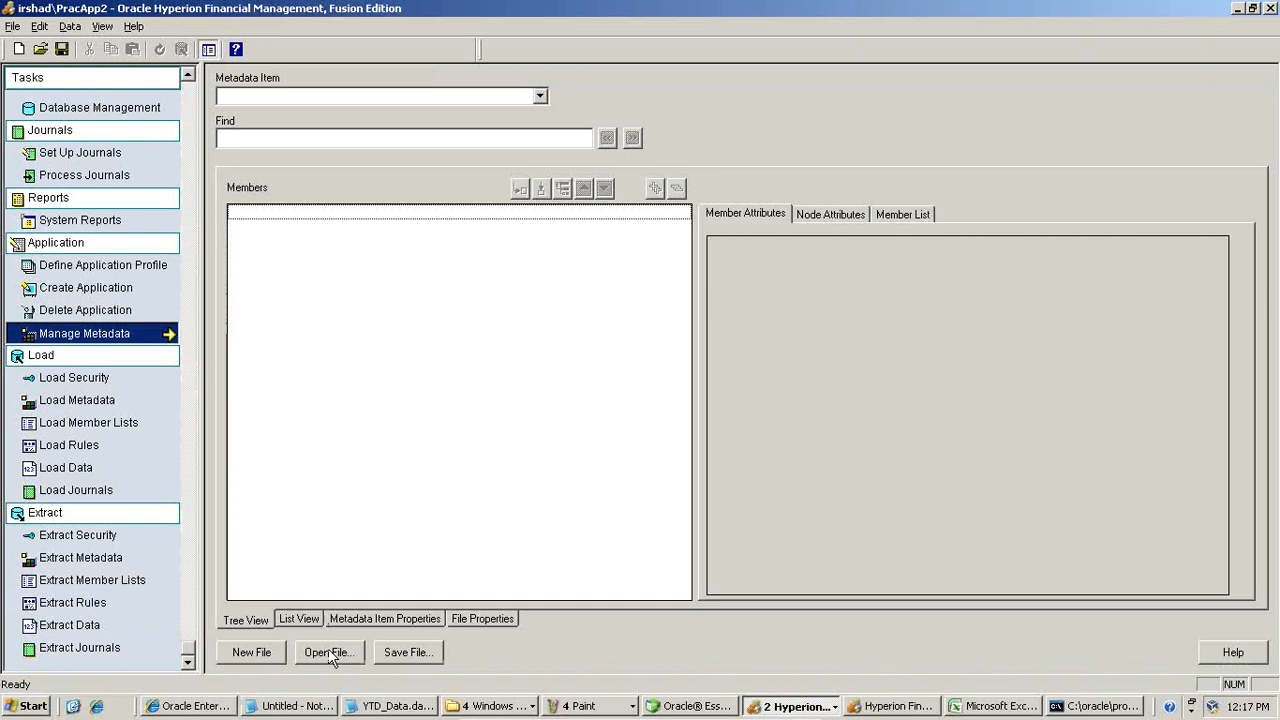 irshad\PracApp2 - Oracle Hyperion Financial Management, Fusion Edition
File Edit Data View Help
Tasks
Database Management
Journals
Set Up Journals
Process Journals
Reports
System Reports
Application
Define Application Profile
Create Application
Delete Application
Manage Metadata
Load
Load Security
Load Metadata
Load Member Lists
Load Rules
Load Data
Load Journals
Extract
Extract Security
Extract Metadata
Extract Member Lists
Extract Rules
Extract Data
Extract Journals
Metadata Item
Find
Members
Member Attributes Node Attributes Member List
Tree View List View Metadata Item Properties File Properties
New File Open File... Save File... Help
Ready NUM
Start Oracle Enter... Untitled - Not... YTD_Data.da... 4 Windows ... 4 Paint Oracle® Ess... 2 Hyperion... Hyperion Fin... Microsoft Exc... C:\oracle\pro... 12:17 PM